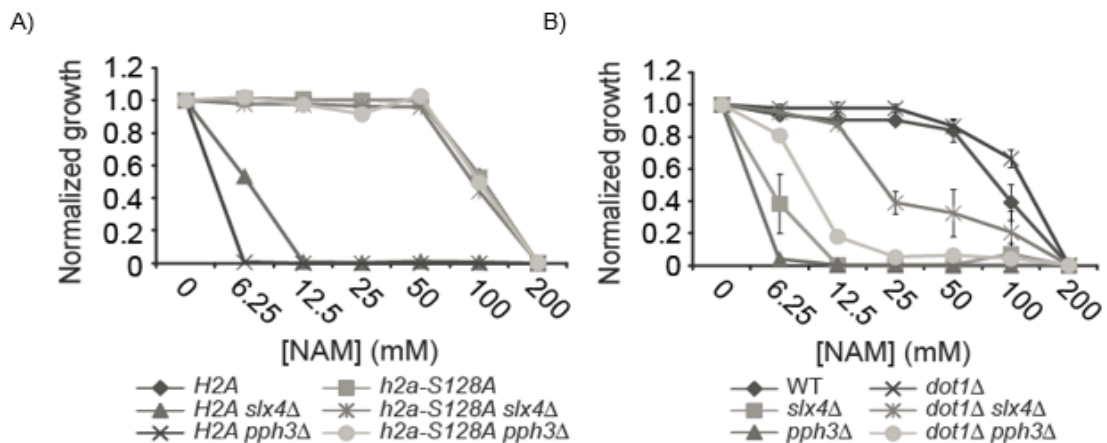 A)
B)
Normalized growth
1.2
1.0
0.8
0.6
0.4
0.2
0
0
6.25
12.5
25
50
100
200
[NAM] (mM)
H2A
H2A slx4Δ
H2A pph3Δ
h2a-S128A
h2a-S128A slx4Δ
h2a-S128A pph3Δ
Normalized growth
1.2
1.0
0.8
0.6
0.4
0.2
0
0
6.25
12.5
25
50
100
200
[NAM] (mM)
WT
slx4Δ
pph3Δ
dot1Δ
dot1Δ slx4Δ
dot1Δ pph3Δ